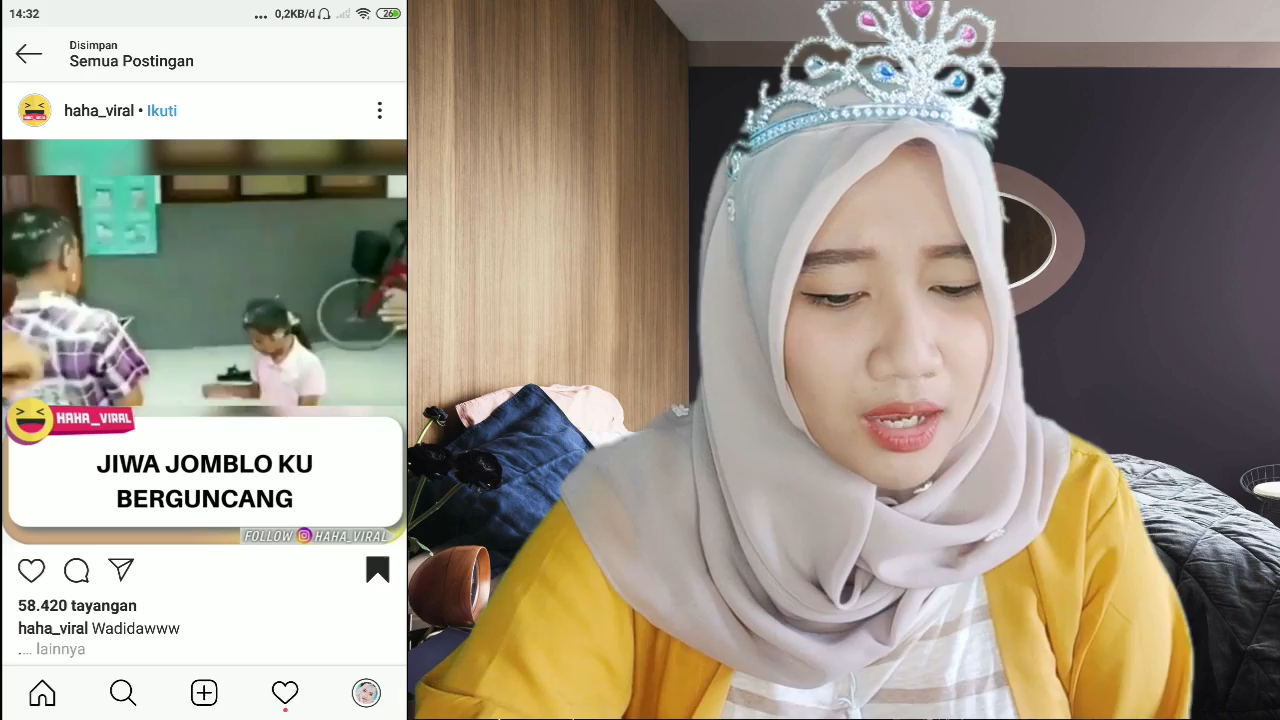 14:32
... 0,2KB/d
26
Disimpan
Semua Postingan
haha_viral • Ikuti
HAHA_VIRAL
JIWA JOMBLO KU
BERGUNCANG
FOLLOW HAHA_VIRAL
58.420 tayangan
haha_viral Wadidawww
.... lainnya